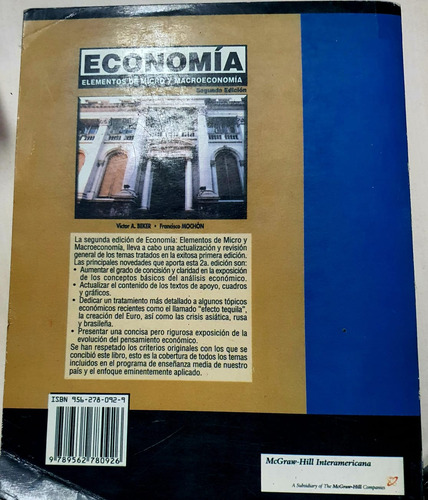 ECONOMÍA
ELEMENTOS DE MICRO Y MACROECONOMÍA
Segunda Edición
Víctor A. BEKER · Francisco MOCHÓN
La segunda edición de Economía: Elementos de Micro y
Macroeconomía, lleva a cabo una actualización y revisión
general de los temas tratados en la exitosa primera edición.
Las principales novedades que aporta esta 2a. edición son:
• Aumentar el grado de concisión y claridad en la exposición
de los conceptos básicos del análisis económico.
• Actualizar el contenido de los textos de apoyo, cuadros
y gráficos.
• Dedicar un tratamiento más detallado a algunos tópicos
económicos recientes como el llamado "efecto tequila",
la creación del Euro, así como las crisis asiática, rusa
y brasileña.
• Presentar una concisa pero rigurosa exposición de la
evolución del pensamiento económico.
Se han respetado los criterios originales con los que se
concibió este libro, esto es la cobertura de todos los temas
incluidos en el programa de enseñanza media de nuestro
país y el enfoque eminentemente aplicado.
ISBN 956-278-092-9
9 789562 780926
McGraw-Hill Interamericana
A Subsidiary of The McGraw-Hill Companies